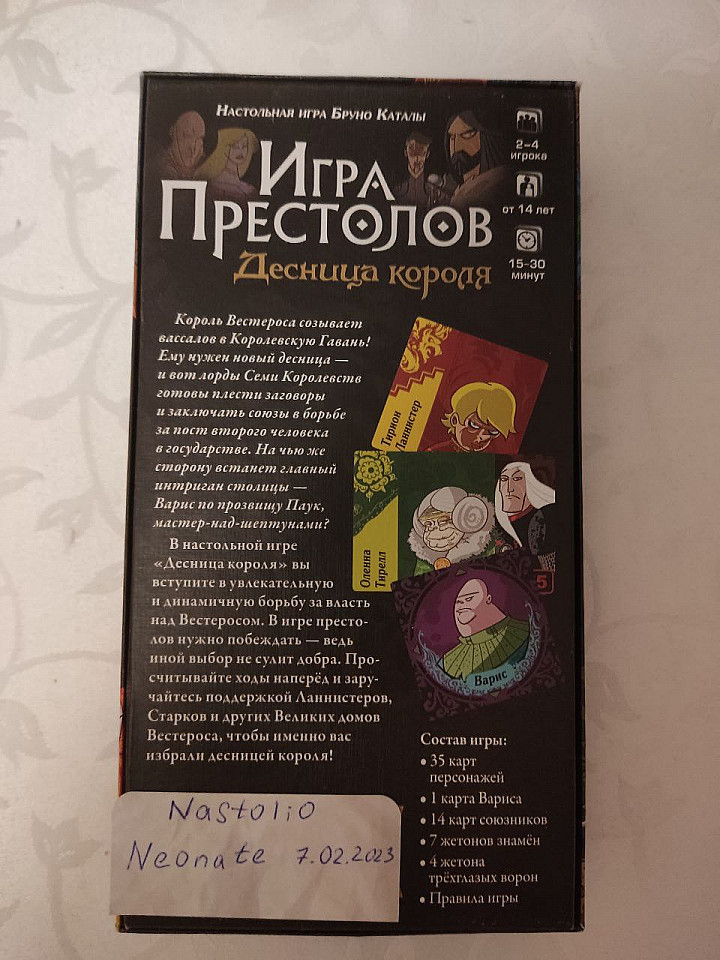 Настольная игра Бруно Каталы
Игра
Престолов
Десница короля
2–4
игрока
от 14 лет
15–30
минут
Король Вестероса созывает
вассалов в Королевскую Гавань!
Ему нужен новый десница —
и вот лорды Семи Королевств
готовы плести заговоры
и заключать союзы в борьбе
за пост второго человека
в государстве. На чью же
сторону встанет главный
интриган столицы —
Варис по прозвищу Паук,
мастер-над-шептунами?
В настольной игре
«Десница короля» вы
вступите в увлекательную
и динамичную борьбу за власть
над Вестеросом. В игре престо-
лов нужно побеждать — ведь
иной выбор не сулит добра. Про-
считывайте ходы наперёд и зару-
чайтесь поддержкой Ланнистеров,
Старков и других Великих домов
Вестероса, чтобы именно вас
избрали десницей короля!
Тирион
Ланнистер
Оленна
Тирелл
5
Варис
Состав игры:
• 35 карт
персонажей
• 1 карта Вариса
• 14 карт союзников
• 7 жетонов знамён
• 4 жетона
трёхглазых ворон
• Правила игры
Nastolio
Neonate 7.02.2023